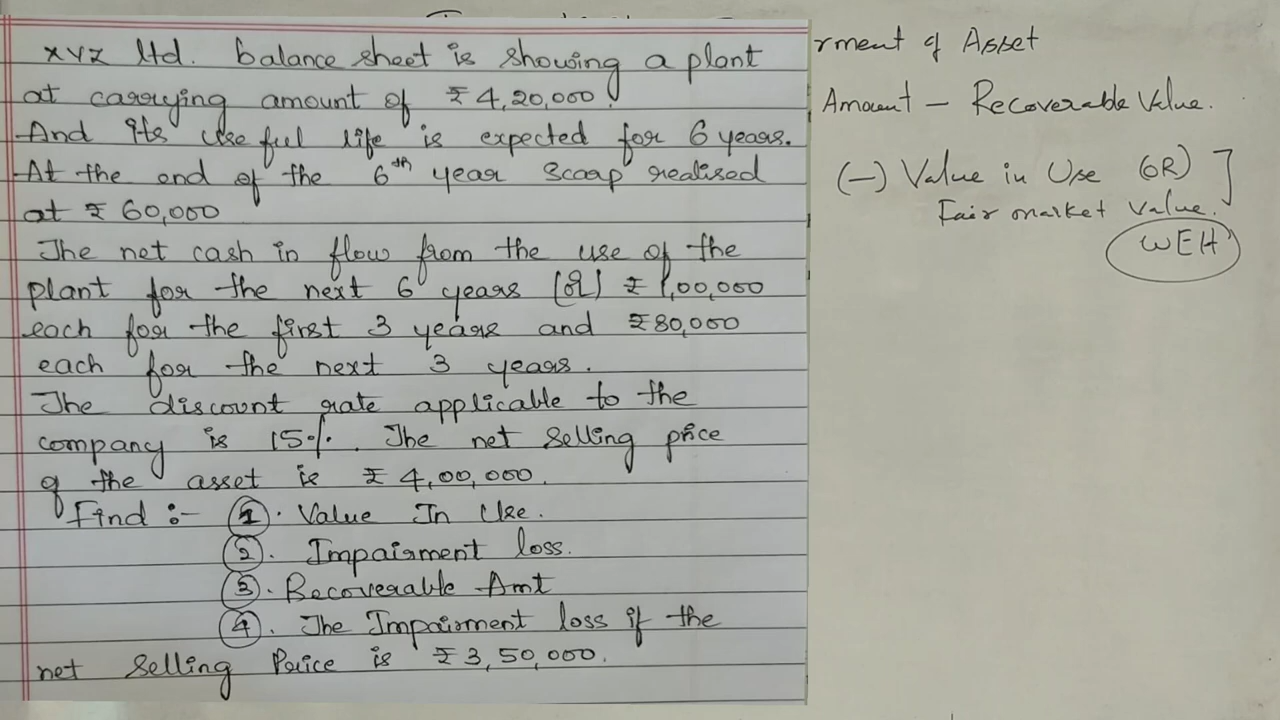 XYZ ltd. balance sheet is showing a plant
at carrying amount of ₹ 4,20,000.
And its use ful life is expected for 6 years.
At the end of the 6th year Scrap realised
at ₹ 60,000
The net cash in flow from the use of the
plant for the next 6 years (is) ₹ 1,00,000
each for the first 3 years and ₹80,000
each for the next 3 years.
The discount rate applicable to the
company is 15%. The net selling price
of the asset is ₹ 4,00,000.
Find :- 1. Value In Use.
2. Impairment loss.
3. Recoverable Amt
4. The Impairment loss if the
net Selling Price is ₹ 3,50,000.
rment of Asset
Amount - Recoverable Value.
(-) Value in Use (OR)
Fair market value.
WEH